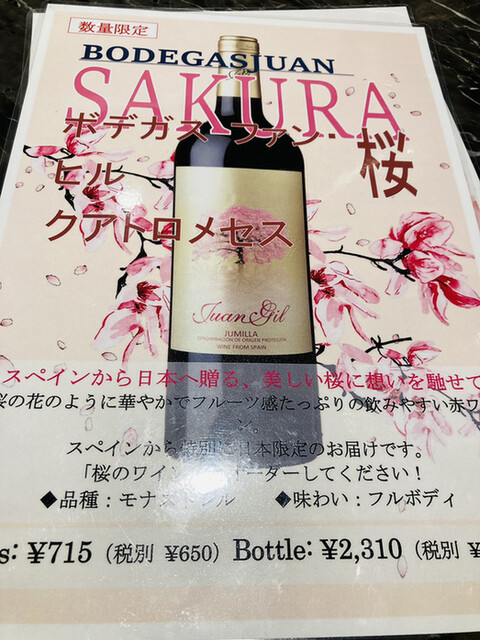 数量限定
BODEGASJUAN
SAKURA
ボデガス ファン・
桜
ヒル
クアトロメセス
Juan Gil
JUMILLA
DENOMINACIÓN DE ORIGEN PROTEGIDA
WINE FROM SPAIN
スペインから日本へ贈る、美しい桜に想いを馳せて
桜の花のように華やかでフルーツ感たっぷりの飲みやすい赤ワ
ン。
スペインから特別に日本限定のお届けです。
「桜のワイン ーダーしてください！
◆品種：モナストレル ◆味わい：フルボディ
s: ¥715 (税別 ¥650) Bottle: ¥2,310 (税別 ¥